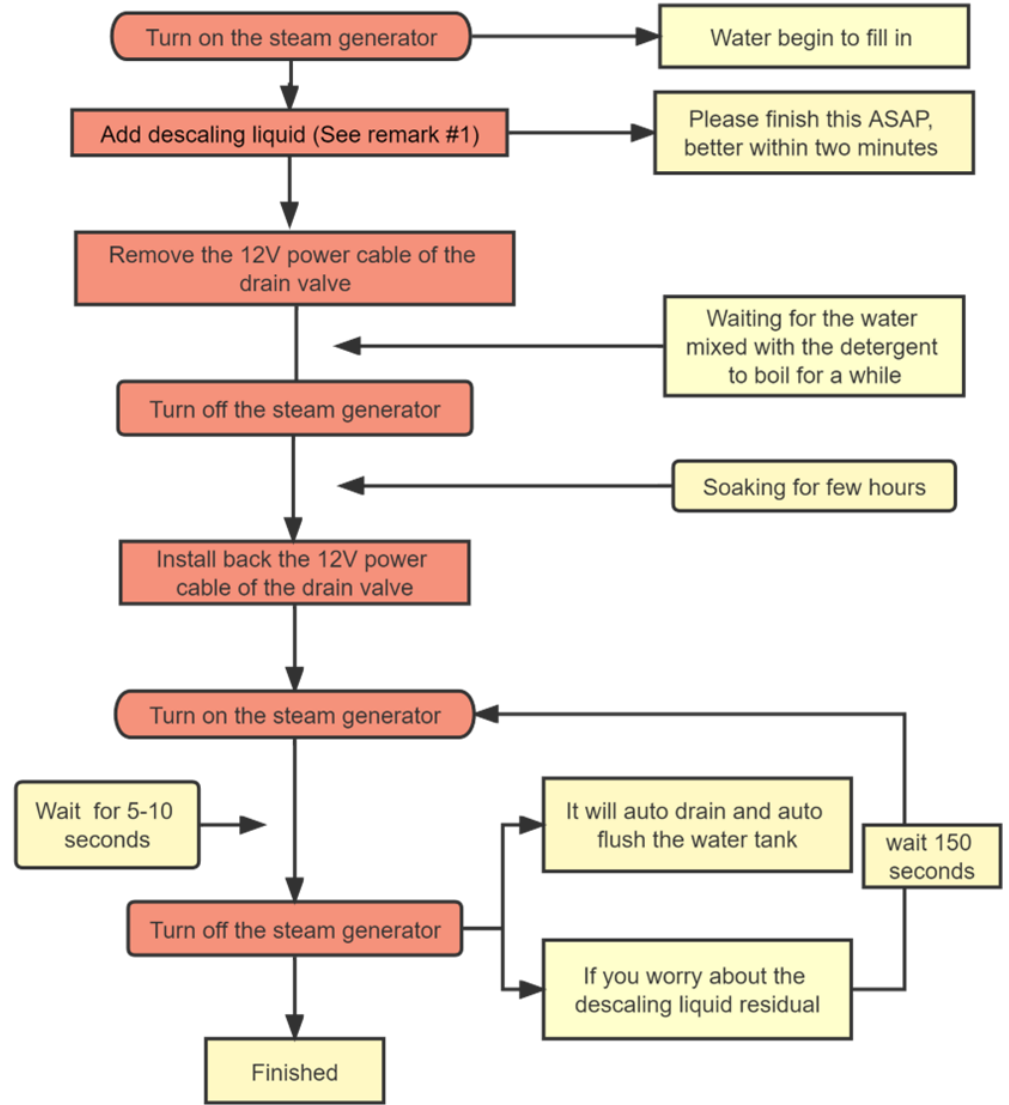 Turn on the steam generator
Water begin to fill in
Add descaling liquid (See remark #1)
Please finish this ASAP,
better within two minutes
Remove the 12V power cable of the
drain valve
Waiting for the water
mixed with the detergent
to boil for a while
Turn off the steam generator
Soaking for few hours
Install back the 12V power
cable of the drain valve
Turn on the steam generator
Wait for 5-10
seconds
It will auto drain and auto
flush the water tank
wait 150
seconds
Turn off the steam generator
If you worry about the
descaling liquid residual
Finished